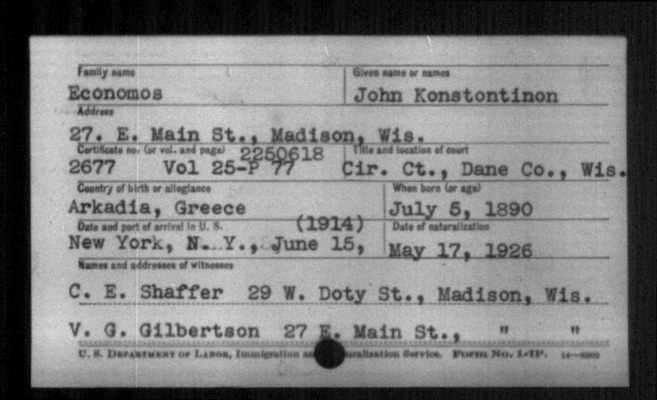 Family name Given name or names
Economos John Konstontinon
Address
27. E. Main St., Madison, Wis.
Certificate no. (or vol. and page) 2250618 Title and location of court
2677 Vol 25-P 77 Cir. Ct., Dane Co., Wis.
Country of birth or allegiance When born (or age)
Arkadia, Greece July 5, 1890
Date and port of arrival in U. S. (1914) Date of naturalization
New York, N. Y., June 15, May 17, 1926
Names and addresses of witnesses
C. E. Shaffer 29 W. Doty St., Madison, Wis.
V. G. Gilbertson 27 E. Main St., " "
U. S. Department of Labor, Immigration Service. Form No. 1-IP.